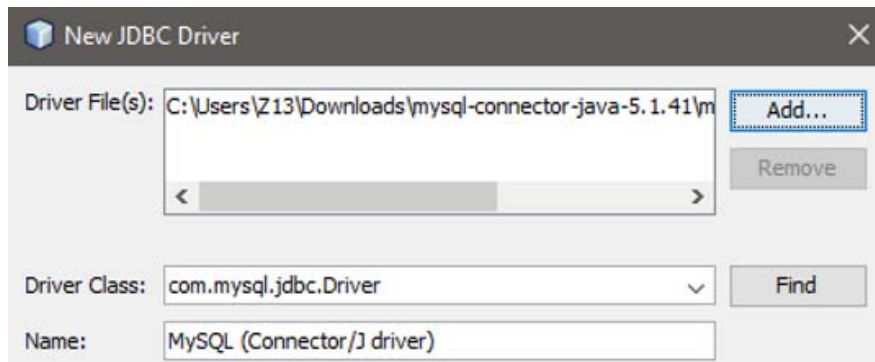 New JDBC Driver
Driver File(s): C:\Users\Z13\Downloads\mysql-connector-java-5.1.41\m Add...
Remove
Driver Class: com.mysql.jdbc.Driver Find
Name: MySQL (Connector/J driver)